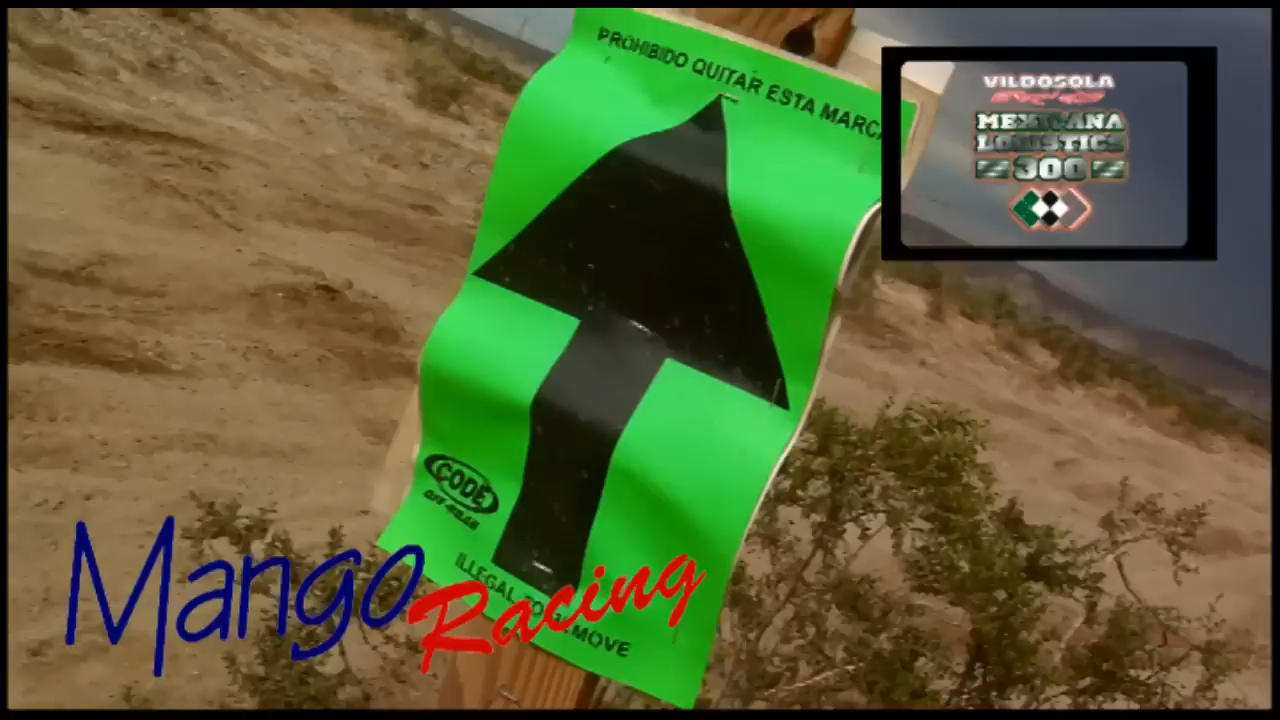 PROHIBIDO QUITAR ESTA MARCA
VILDOSOLA
MEXICANA
LOGISTICS
300
CODE
OFF-ROAD
ILLEGAL TO REMOVE
Mango Racing